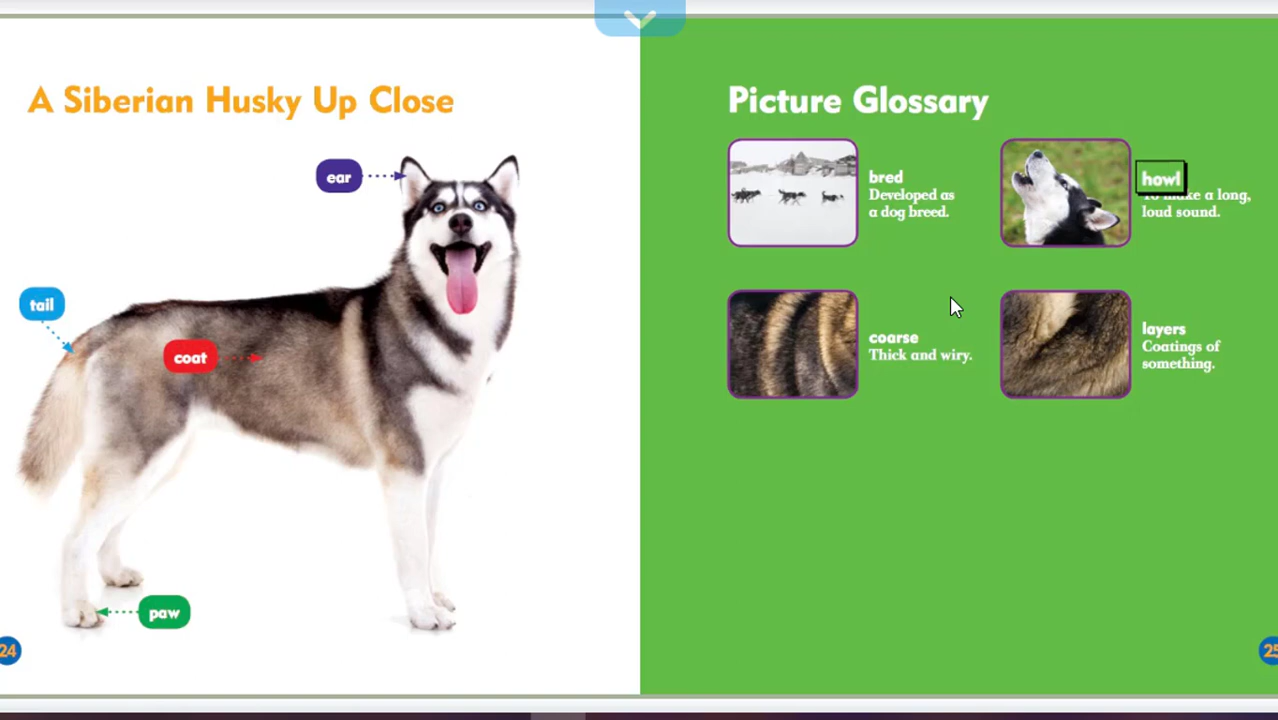 A Siberian Husky Up Close
ear
tail
coat
paw
24
Picture Glossary
bred
Developed as
a dog breed.
howl
To make a long,
loud sound.
coarse
Thick and wiry.
layers
Coatings of
something.
25